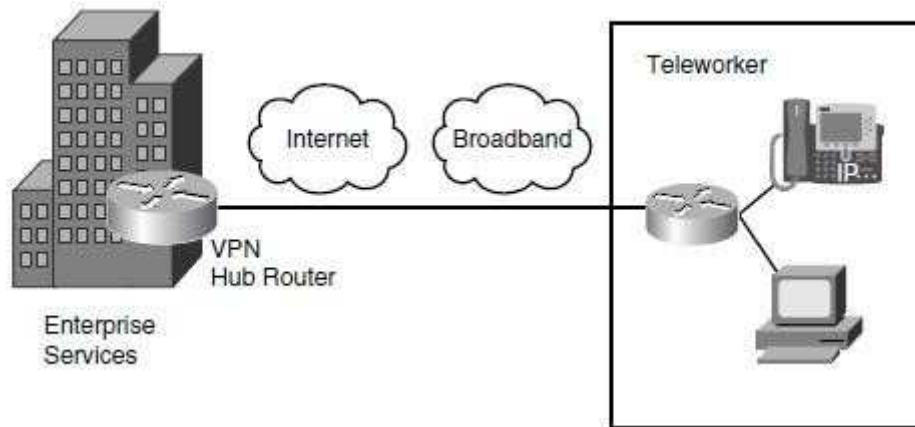 Teleworker
Internet
Broadband
IP
VPN
Hub Router
Enterprise
Services